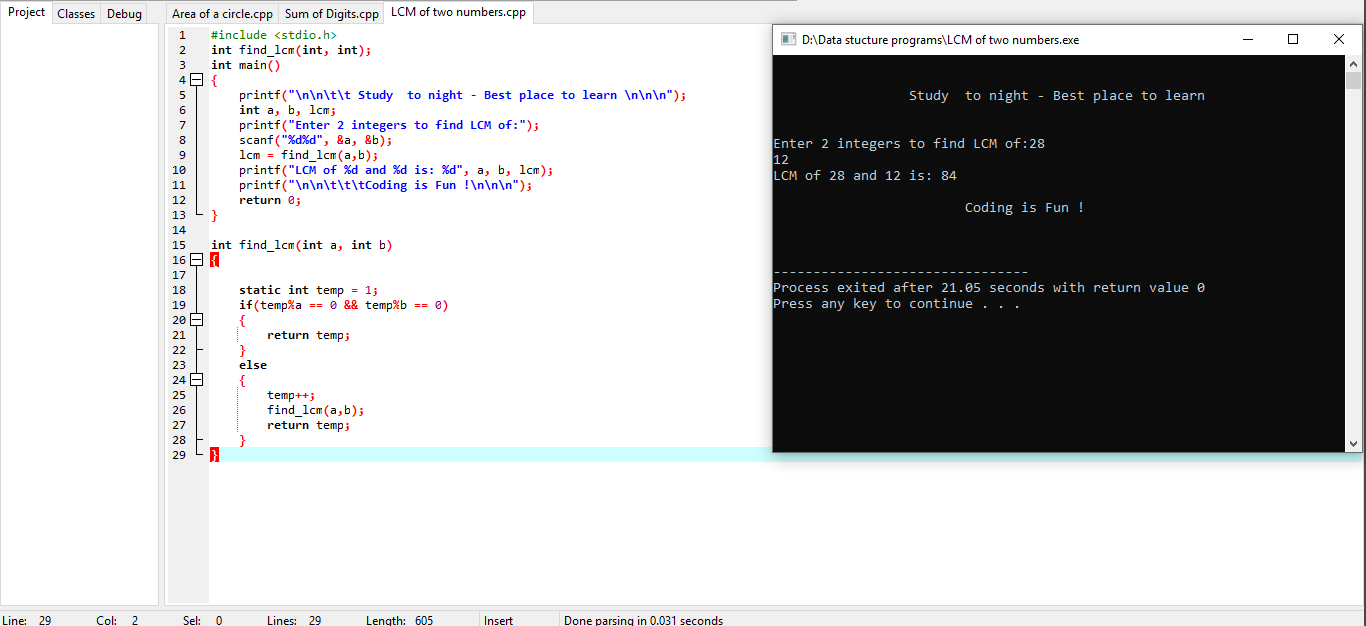 Project Classes Debug Area of a circle.cpp Sum of Digits.cpp LCM of two numbers.cpp
1 #include <stdio.h>
2 int find_lcm(int, int);
3 int main()
4 {
5 printf("\n\n\t\t Study  to night - Best place to learn \n\n\n");
6 int a, b, lcm;
7 printf("Enter 2 integers to find LCM of:");
8 scanf("%d%d", &a, &b);
9 lcm = find_lcm(a,b);
10 printf("LCM of %d and %d is: %d", a, b, lcm);
11 printf("\n\n\t\t\tCoding is Fun !\n\n\n");
12 return 0;
13 }
14
15 int find_lcm(int a, int b)
16 {
17
18 static int temp = 1;
19 if(temp%a == 0 && temp%b == 0)
20 {
21 return temp;
22 }
23 else
24 {
25 temp++;
26 find_lcm(a,b);
27 return temp;
28 }
29 }
D:\Data stucture programs\LCM of two numbers.exe
Study  to night - Best place to learn
Enter 2 integers to find LCM of:28
12
LCM of 28 and 12 is: 84
Coding is Fun !
--------------------------------
Process exited after 21.05 seconds with return value 0
Press any key to continue . . .
Line: 29 Col: 2 Sel: 0 Lines: 29 Length: 605 Insert Done parsing in 0.031 seconds